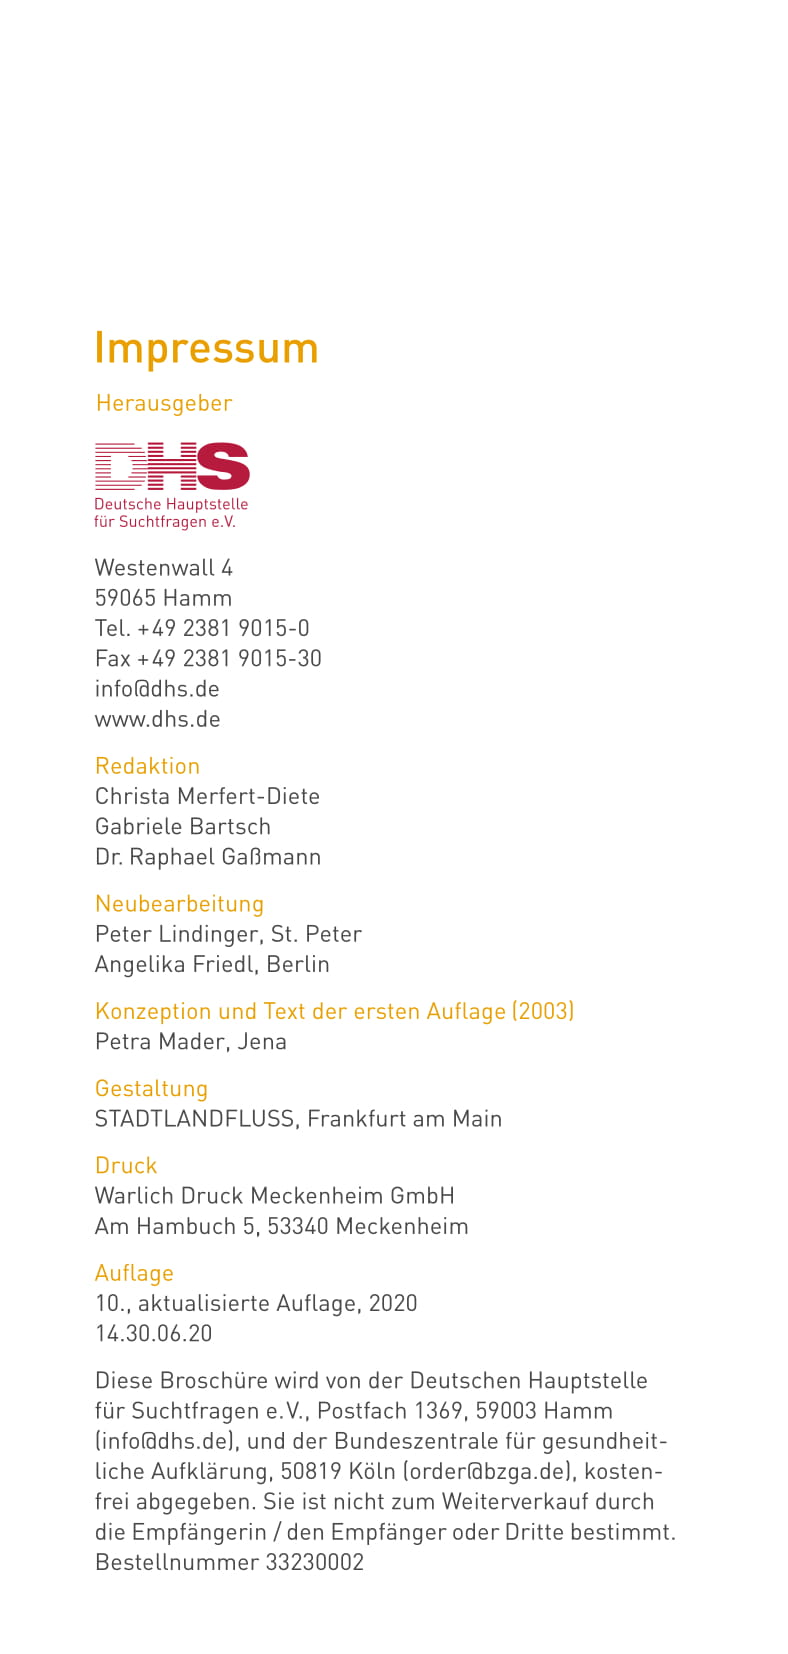 Impressum
Herausgeber
DHS
Deutsche Hauptstelle
für Suchtfragen e.V.
Westenwall 4
59065 Hamm
Tel. +49 2381 9015-0
Fax +49 2381 9015-30
info@dhs.de
www.dhs.de
Redaktion
Christa Merfert-Diete
Gabriele Bartsch
Dr. Raphael Gaßmann
Neubearbeitung
Peter Lindinger, St. Peter
Angelika Friedl, Berlin
Konzeption und Text der ersten Auflage (2003)
Petra Mader, Jena
Gestaltung
STADTLANDFLUSS, Frankfurt am Main
Druck
Warlich Druck Meckenheim GmbH
Am Hambuch 5, 53340 Meckenheim
Auflage
10., aktualisierte Auflage, 2020
14.30.06.20
Diese Broschüre wird von der Deutschen Hauptstelle
für Suchtfragen e.V., Postfach 1369, 59003 Hamm
(info@dhs.de), und der Bundeszentrale für gesundheit-
liche Aufklärung, 50819 Köln (order@bzga.de), kosten-
frei abgegeben. Sie ist nicht zum Weiterverkauf durch
die Empfängerin / den Empfänger oder Dritte bestimmt.
Bestellnummer 33230002